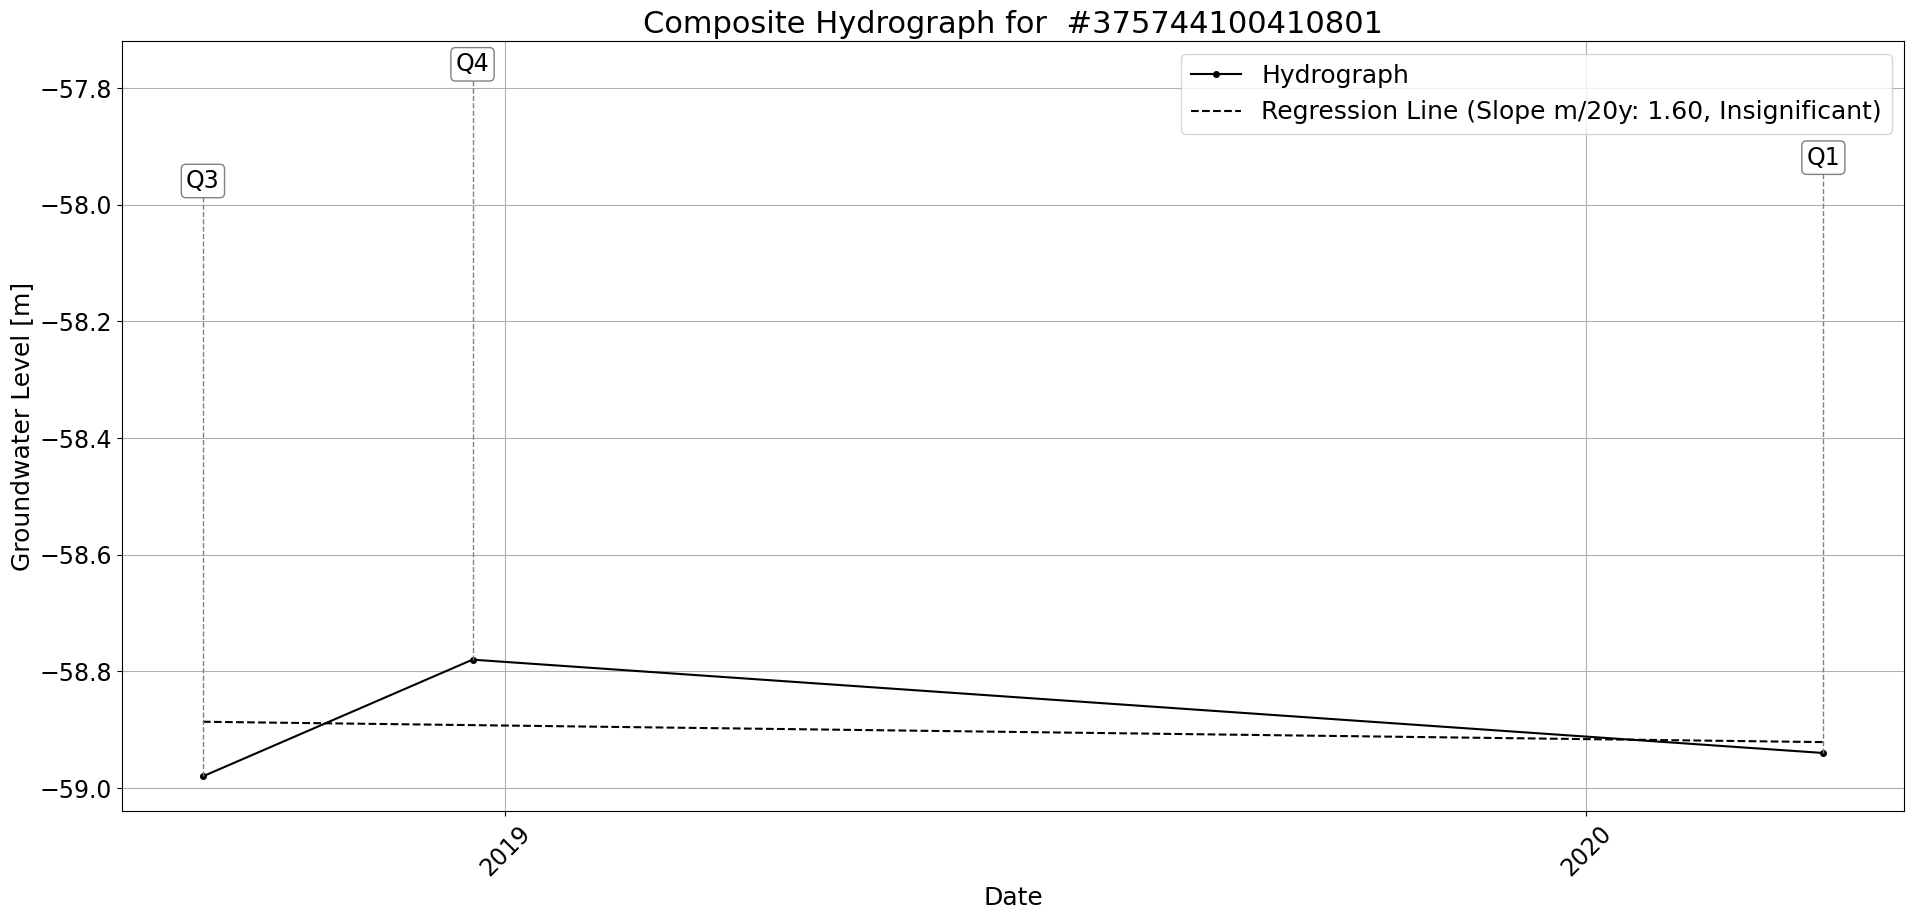 Composite Hydrograph for  #375744100410801
Q4
Hydrograph
−57.8
Regression Line (Slope m/20y: 1.60, Insignificant)
Q1
Q3
−58.0
−58.2
−58.4
−58.6
−58.8
−59.0
Groundwater Level [m]
2019
2020
Date